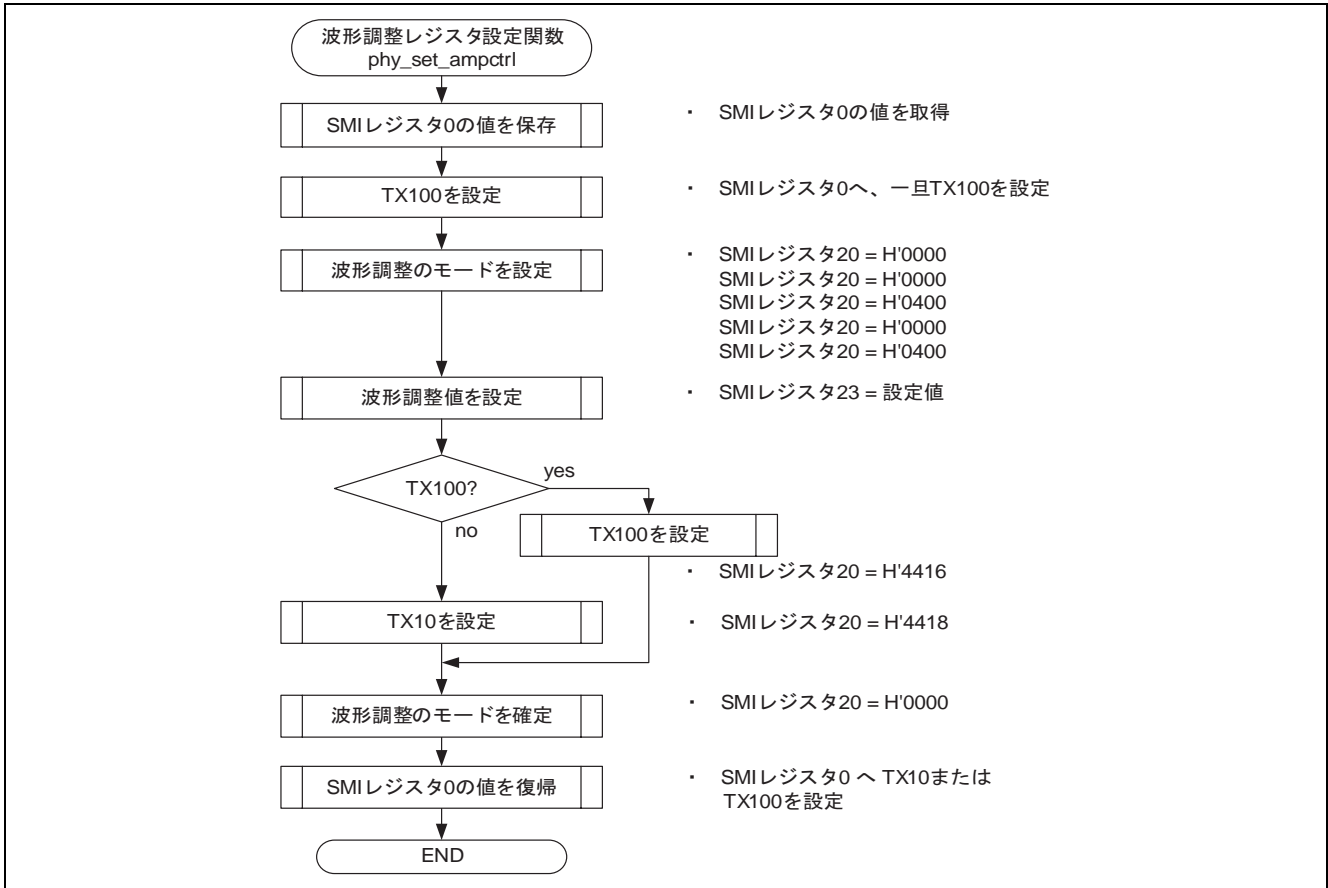 波形調整レジスタ設定関数
phy_set_ampctrl
SMIレジスタ0の値を保存
・ SMIレジスタ0の値を取得
TX100を設定
・ SMIレジスタ0へ、一旦TX100を設定
波形調整のモードを設定
・ SMIレジスタ20 = H'0000
SMIレジスタ20 = H'0000
SMIレジスタ20 = H'0400
SMIレジスタ20 = H'0000
SMIレジスタ20 = H'0400
波形調整値を設定
・ SMIレジスタ23 = 設定値
TX100?
yes
no
TX100を設定
・ SMIレジスタ20 = H'4416
TX10を設定
・ SMIレジスタ20 = H'4418
波形調整のモードを確定
・ SMIレジスタ20 = H'0000
SMIレジスタ0の値を復帰
・ SMIレジスタ0 へ TX10または
TX100を設定
END